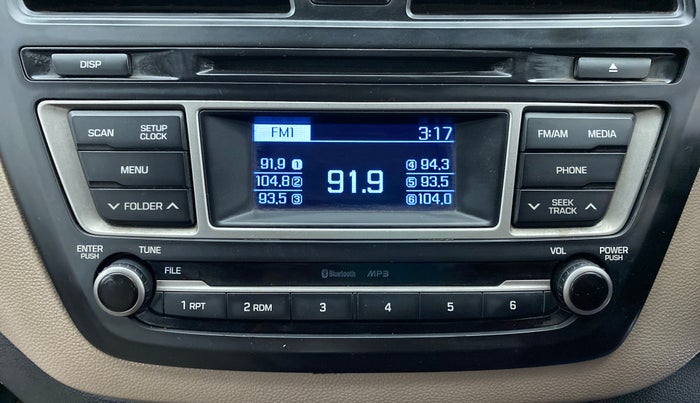 DISP
SCAN SETUP CLOCK
MENU
FOLDER
FM1 3:17
91.9 1
104.8 2
93.5 3
91.9
4 94.3
5 93.5
6 104.0
FM/AM MEDIA
PHONE
SEEK
TRACK
ENTER
PUSH
TUNE
FILE
Bluetooth MP3
VOL
POWER
PUSH
1 RPT 2 RDM 3 4 5 6